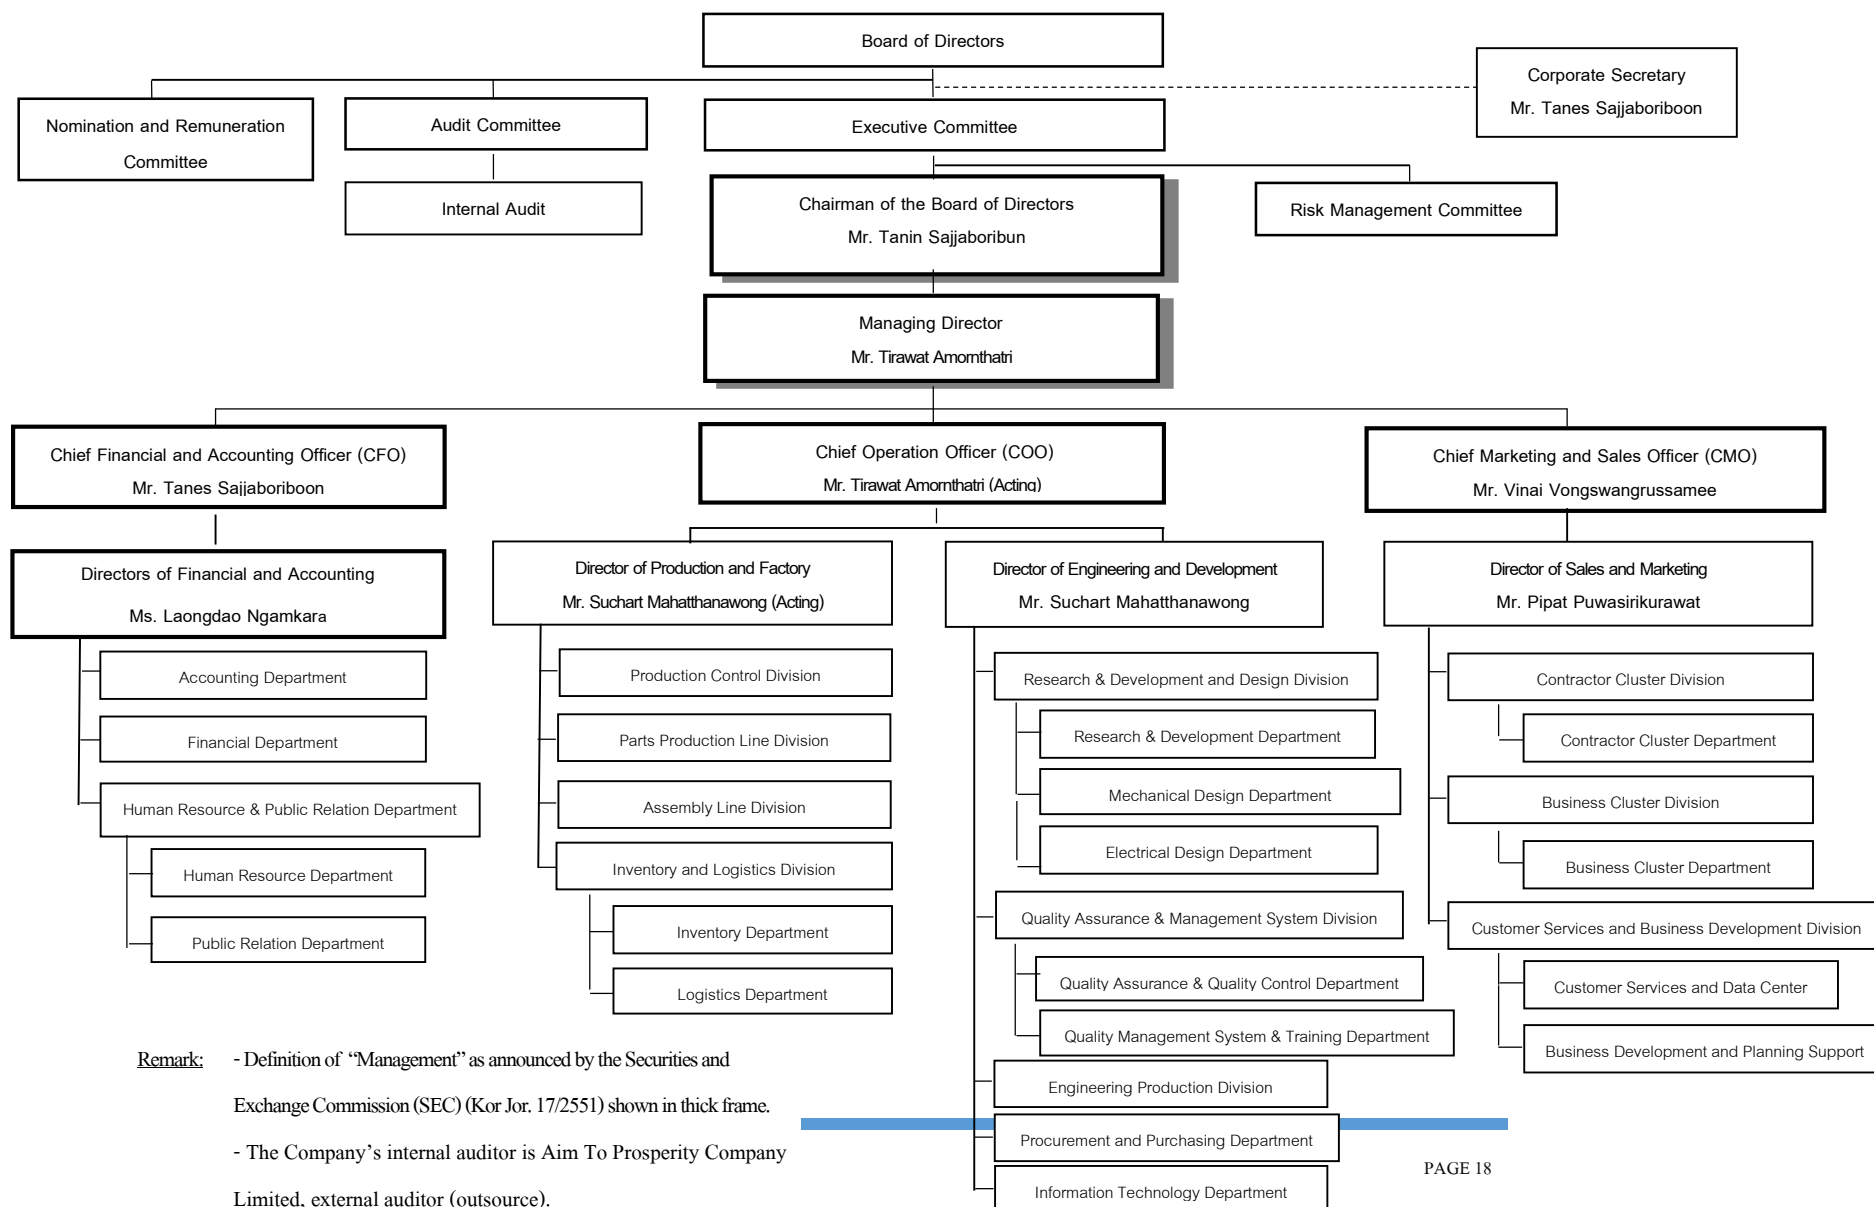 Board of Directors
Corporate Secretary
Mr. Tanes Sajjaboriboon
Nomination and Remuneration
Committee
Audit Committee
Executive Committee
Internal Audit
Chairman of the Board of Directors
Mr. Tanin Sajjaboribun
Risk Management Committee
Managing Director
Mr. Tirawat Amornthatri
Chief Financial and Accounting Officer (CFO)
Mr. Tanes Sajjaboriboon
Chief Operation Officer (COO)
Mr. Tirawat Amornthatri (Acting)
Chief Marketing and Sales Officer (CMO)
Mr. Vinai Vongswangrussamee
Directors of Financial and Accounting
Ms. Laongdao Ngamkara
Director of Production and Factory
Mr. Suchart Mahatthanawong (Acting)
Director of Engineering and Development
Mr. Suchart Mahatthanawong
Director of Sales and Marketing
Mr. Pipat Puwasirikurawat
Accounting Department
Financial Department
Human Resource & Public Relation Department
Human Resource Department
Public Relation Department
Production Control Division
Parts Production Line Division
Assembly Line Division
Inventory and Logistics Division
Inventory Department
Logistics Department
Research & Development and Design Division
Research & Development Department
Mechanical Design Department
Electrical Design Department
Quality Assurance & Management System Division
Quality Assurance & Quality Control Department
Quality Management System & Training Department
Engineering Production Division
Procurement and Purchasing Department
Information Technology Department
Contractor Cluster Division
Contractor Cluster Department
Business Cluster Division
Business Cluster Department
Customer Services and Business Development Division
Customer Services and Data Center
Business Development and Planning Support
Remark: - Definition of “Management” as announced by the Securities and
Exchange Commission (SEC) (Kor Jor. 17/2551) shown in thick frame.
- The Company’s internal auditor is Aim To Prosperity Company
Limited, external auditor (outsource).
PAGE 18